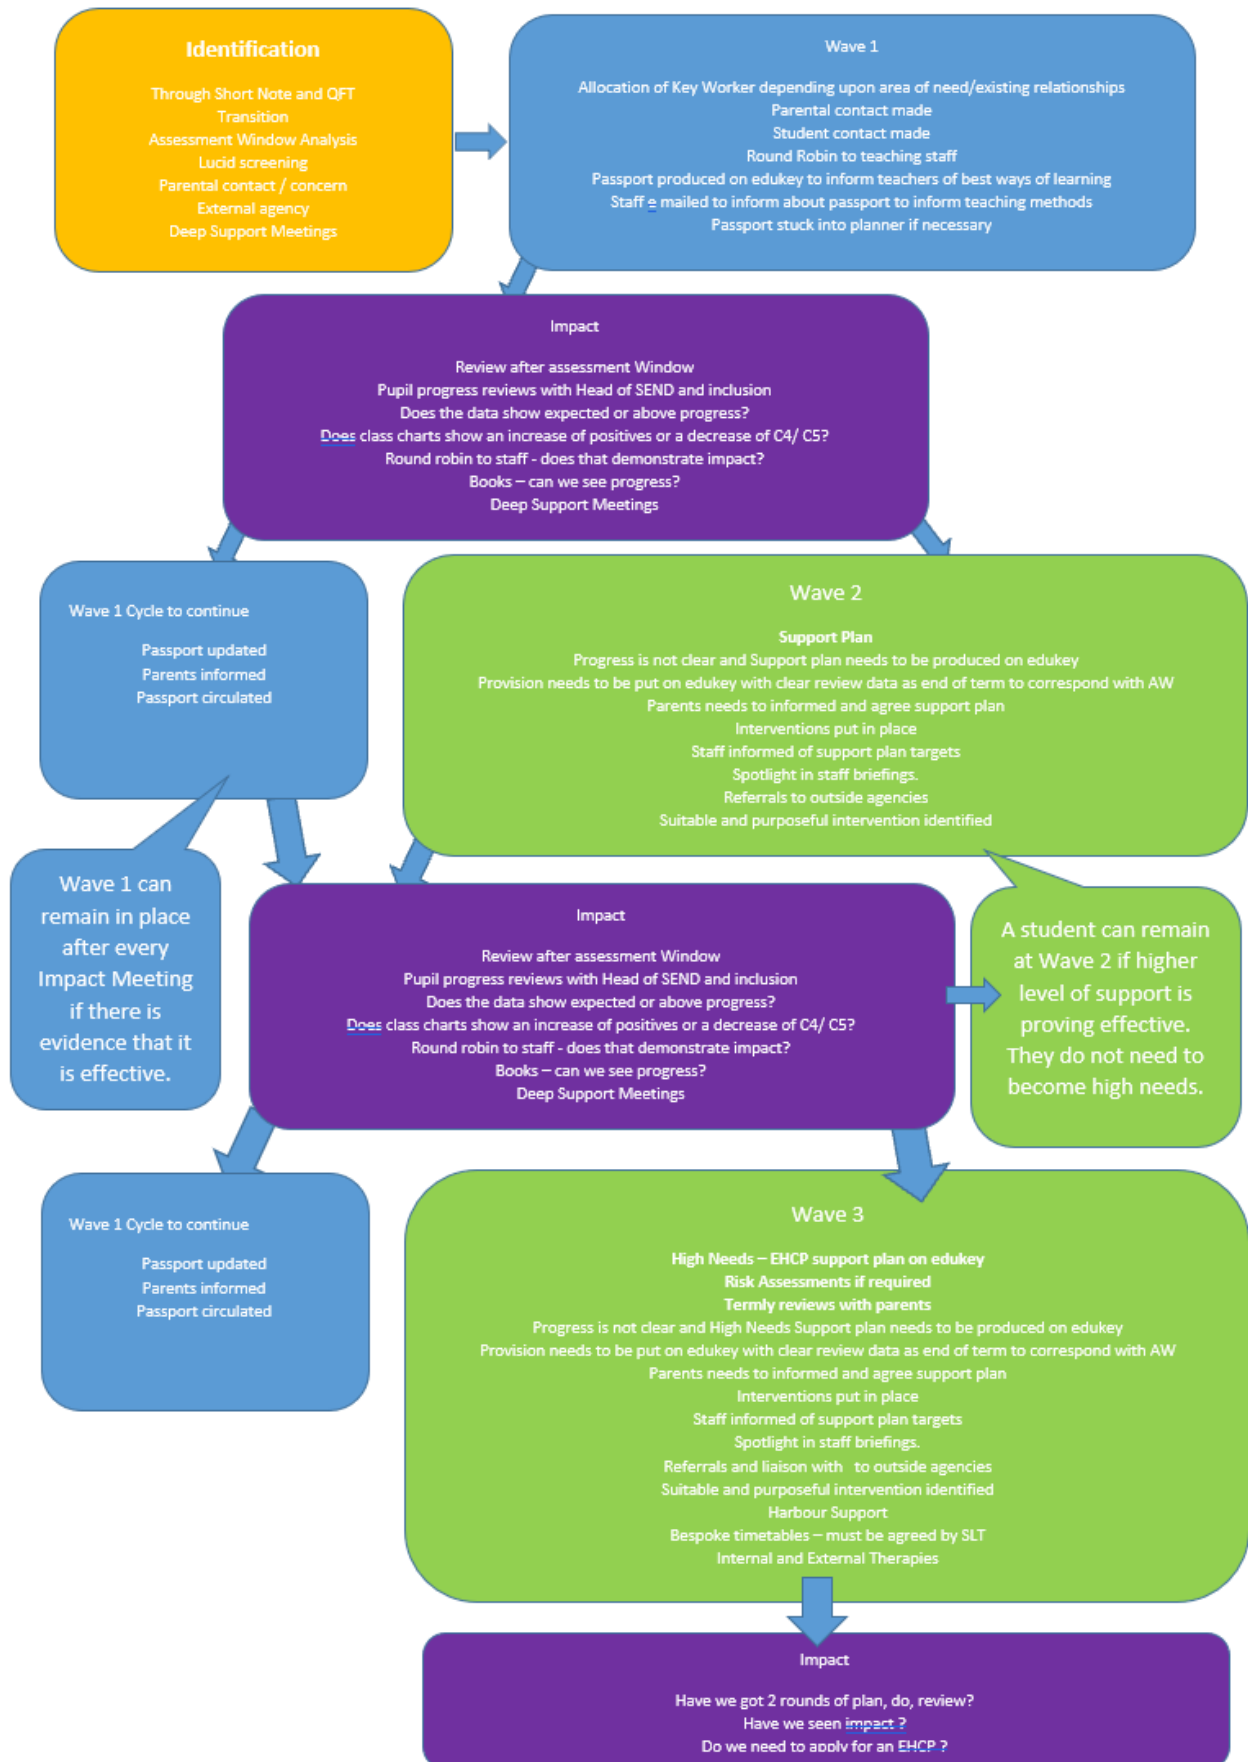 Identification
Through Short Note and QFT
Transition
Assessment Window Analysis
Lucid screening
Parental contact / concern
External agency
Deep Support Meetings
Wave 1
Allocation of Key Worker depending upon area of need/existing relationships
Parental contact made
Student contact made
Round Robin to teaching staff
Passport produced on edukey to inform teachers of best ways of learning
Staff e mailed to inform about passport to inform teaching methods
Passport stuck into planner if necessary
Impact
Review after assessment Window
Pupil progress reviews with Head of SEND and inclusion
Does the data show expected or above progress?
Does class charts show an increase of positives or a decrease of C4/ C5?
Round robin to staff - does that demonstrate impact?
Books – can we see progress?
Deep Support Meetings
Wave 1 Cycle to continue
Passport updated
Parents informed
Passport circulated
Wave 2
Support Plan
Progress is not clear and Support plan needs to be produced on edukey
Provision needs to be put on edukey with clear review data as end of term to correspond with AW
Parents needs to informed and agree support plan
Interventions put in place
Staff informed of support plan targets
Spotlight in staff briefings.
Referrals to outside agencies
Suitable and purposeful intervention identified
Wave 1 can
remain in place
after every
Impact Meeting
if there is
evidence that it
is effective.
Impact
Review after assessment Window
Pupil progress reviews with Head of SEND and inclusion
Does the data show expected or above progress?
Does class charts show an increase of positives or a decrease of C4/ C5?
Round robin to staff - does that demonstrate impact?
Books – can we see progress?
Deep Support Meetings
A student can remain
at Wave 2 if higher
level of support is
proving effective.
They do not need to
become high needs.
Wave 1 Cycle to continue
Passport updated
Parents informed
Passport circulated
Wave 3
High Needs – EHCP support plan on edukey
Risk Assessments if required
Termly reviews with parents
Progress is not clear and High Needs Support plan needs to be produced on edukey
Provision needs to be put on edukey with clear review data as end of term to correspond with AW
Parents needs to informed and agree support plan
Interventions put in place
Staff informed of support plan targets
Spotlight in staff briefings.
Referrals and liaison with  to outside agencies
Suitable and purposeful intervention identified
Harbour Support
Bespoke timetables – must be agreed by SLT
Internal and External Therapies
Impact
Have we got 2 rounds of plan, do, review?
Have we seen impact ?
Do we need to apply for an EHCP ?